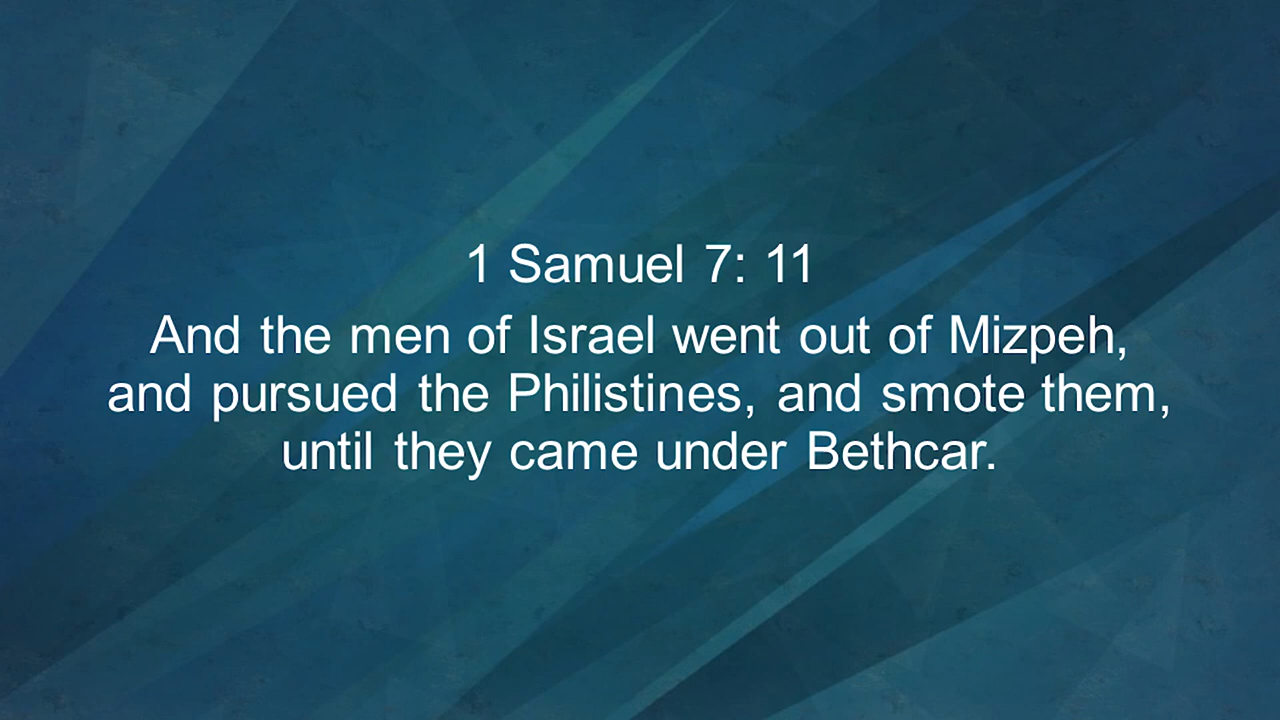 1 Samuel 7: 11
And the men of Israel went out of Mizpeh,
and pursued the Philistines, and smote them,
until they came under Bethcar.